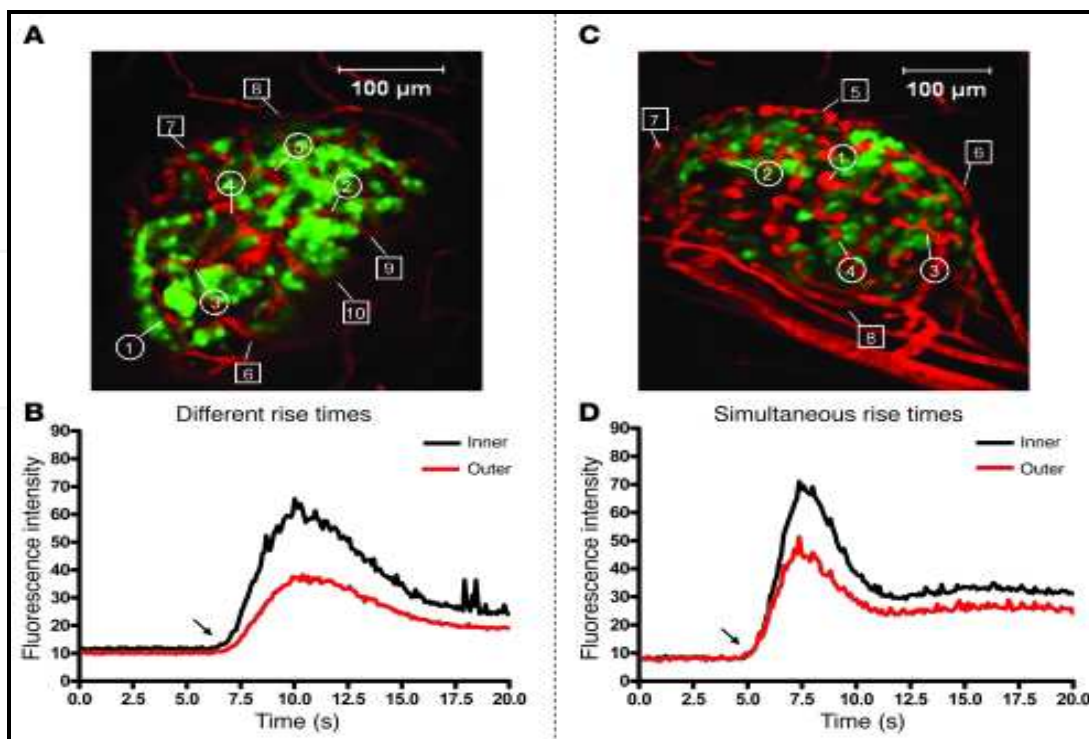 A
100 µm
8
7
5
4
2
3
9
10
1
6
B
Different rise times
Fluorescence intensity
90
80
70
60
50
40
30
20
10
0
Inner
Outer
0.0 2.5 5.0 7.5 10.0 12.5 15.0 17.5 20.0
Time (s)
C
100 µm
5
7
1
2
6
4
3
8
D
Simultaneous rise times
Fluorescence intensity
90
80
70
60
50
40
30
20
10
0
Inner
Outer
0.0 2.5 5.0 7.5 10.0 12.5 15.0 17.5 20.0
Time (s)